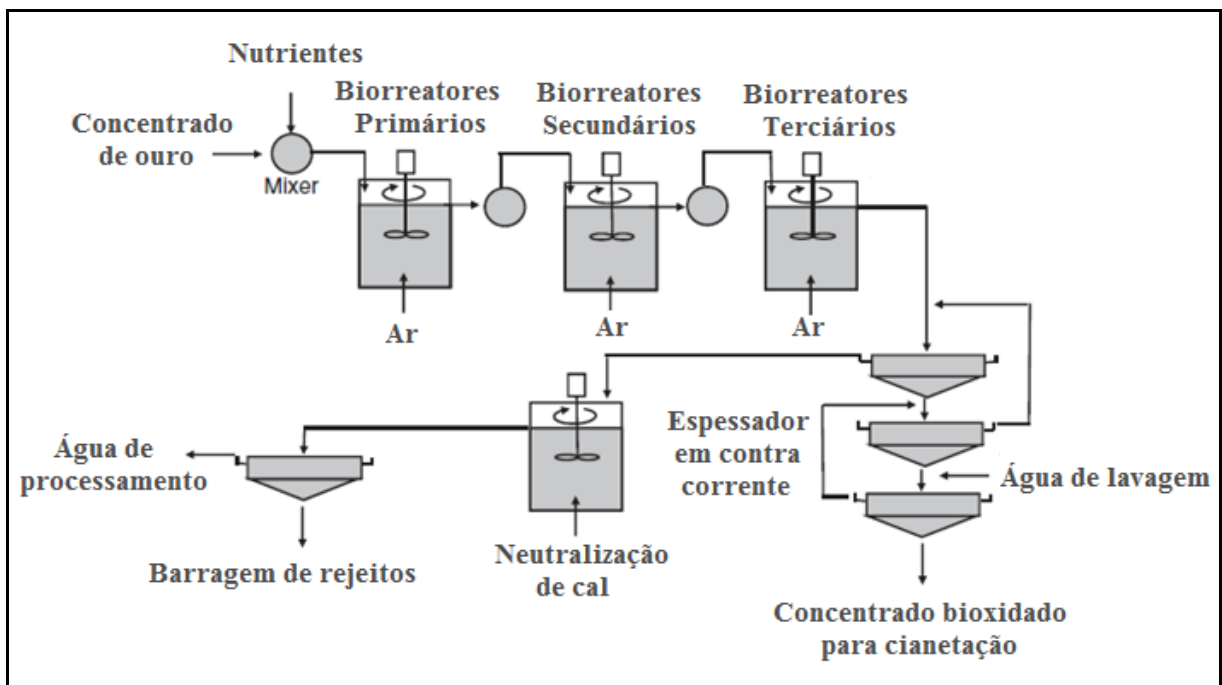 Nutrientes
Concentrado
de ouro
Mixer
Biorreatores
Primários
Biorreatores
Secundários
Biorreatores
Terciários
Ar
Ar
Ar
Água de
processamento
Barragem de rejeitos
Neutralização
de cal
Espessador
em contra
corrente
Água de lavagem
Concentrado bioxidado
para cianetação